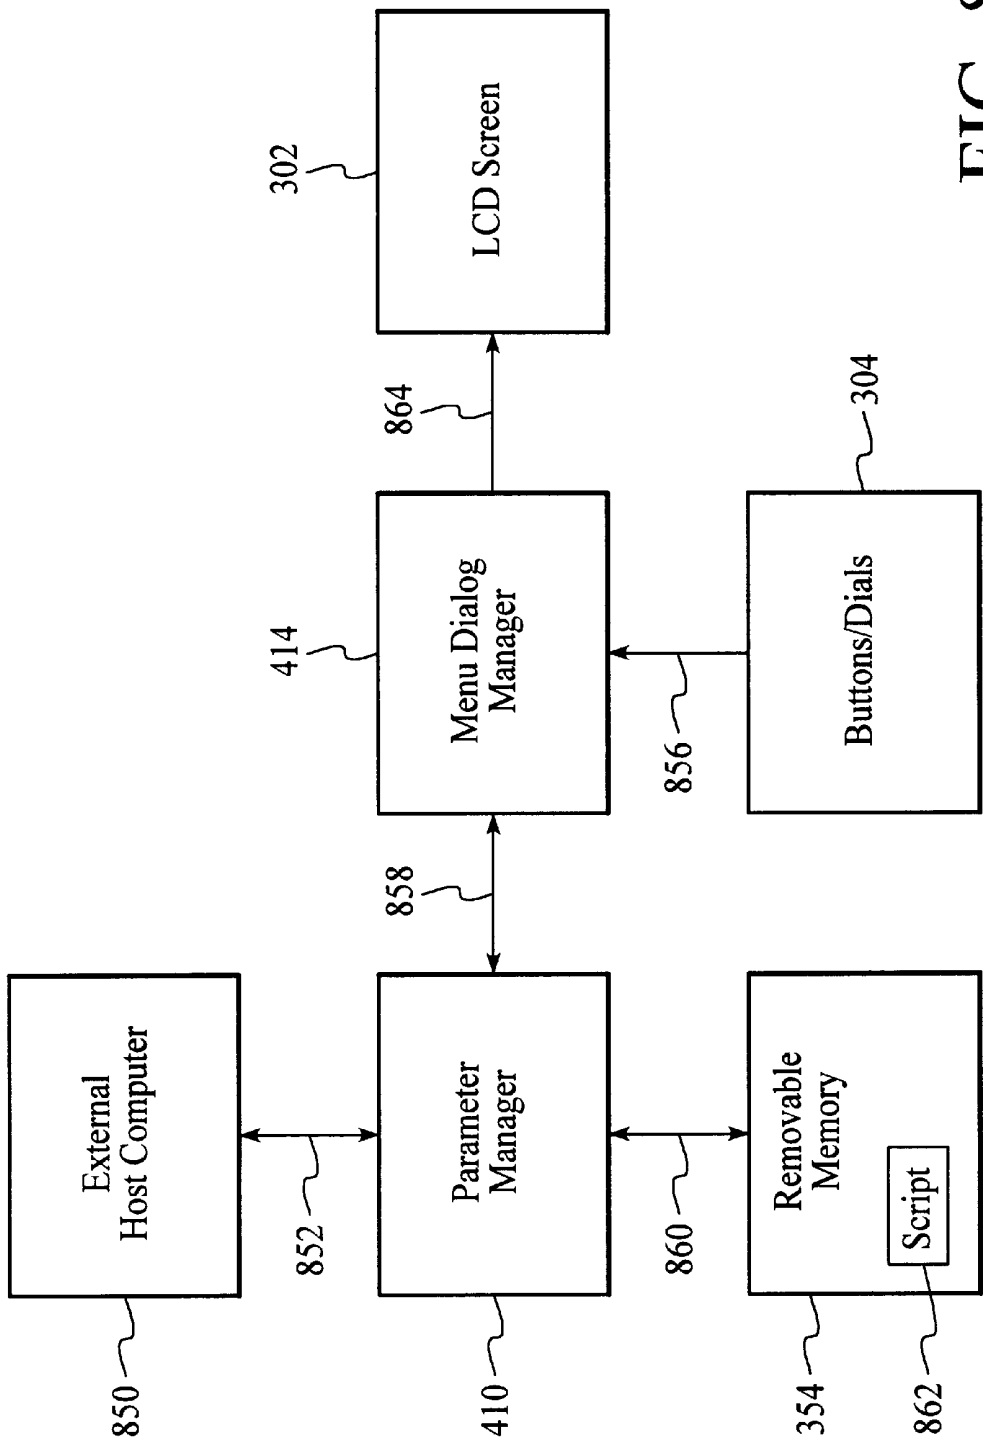 850
External
Host Computer
852
414
302
858
864
410
Parameter
Manager
Menu Dialog
Manager
LCD Screen
860
856
354
Removable
Memory
Buttons/Dials
304
862
Script
FIG.